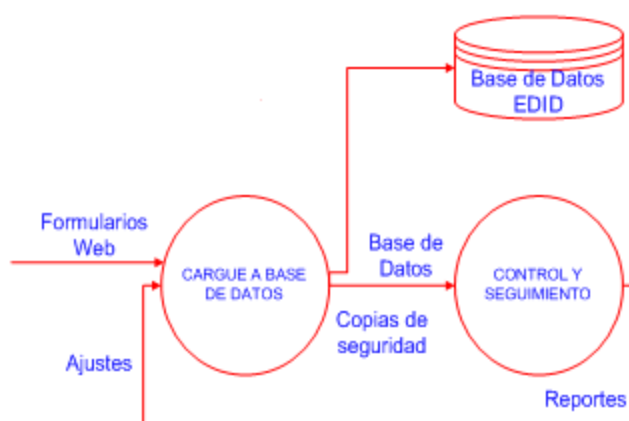 Base de Datos
EDID
Formularios
Web
CARGUE A BASE
DE DATOS
Base de
Datos
CONTROL Y
SEGUIMIENTO
Copias de
seguridad
Ajustes
Reportes